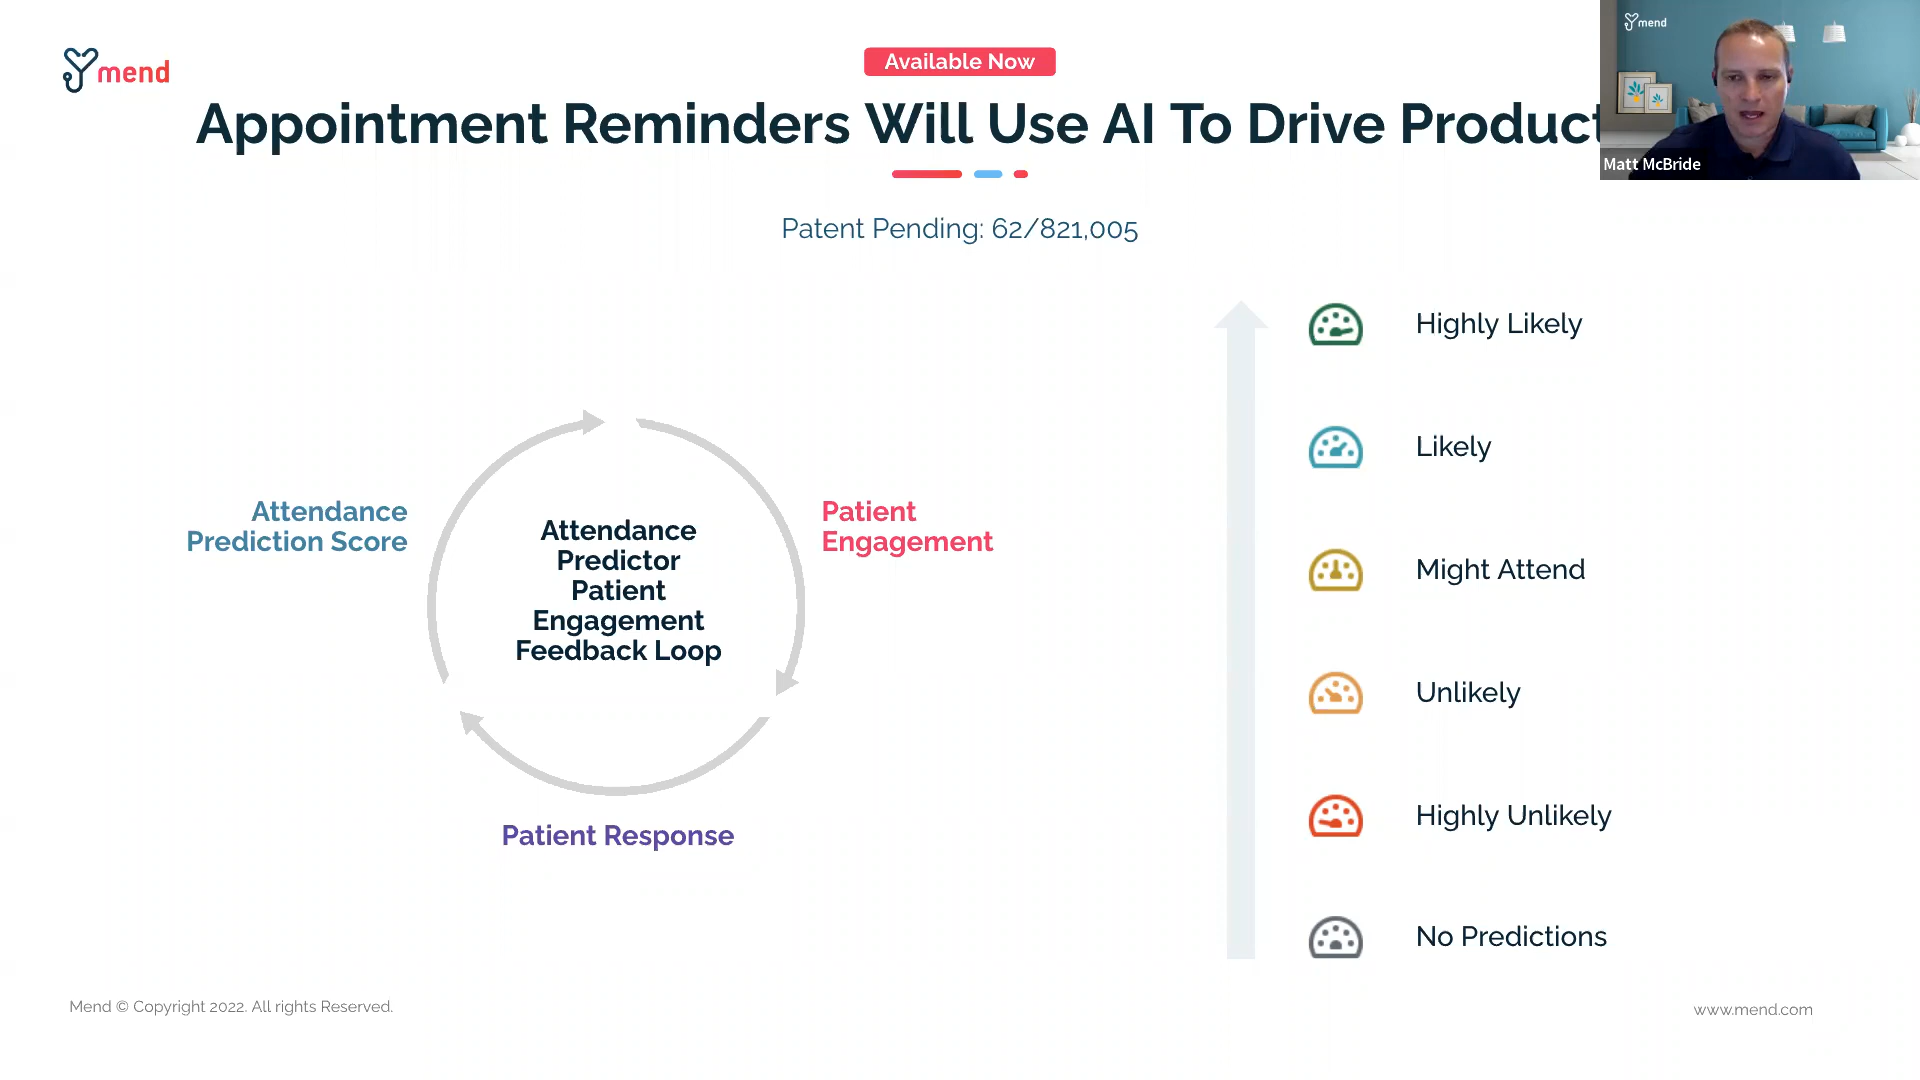 mend
Available Now
Appointment Reminders Will Use AI To Drive Product
mend
Matt McBride
Patent Pending: 62/821,005
Attendance
Prediction Score
Attendance
Predictor
Patient
Engagement
Feedback Loop
Patient
Engagement
Patient Response
Highly Likely
Likely
Might Attend
Unlikely
Highly Unlikely
No Predictions
Mend © Copyright 2022. All rights Reserved.
www.mend.com